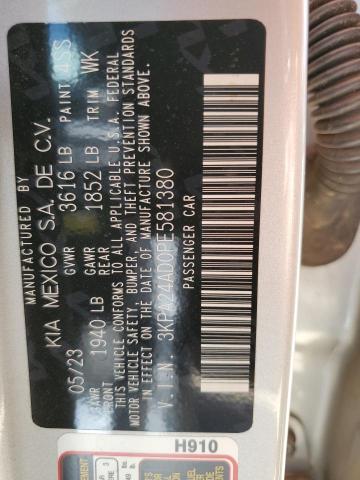 MANUFACTURED BY
KIA MEXICO S.A. DE C.V.
05/23 GVWR 3616 LB PAINT 4SS
GAWR FRONT 1940 LB GAWR REAR 1852 LB TRIM WK
THIS VEHICLE CONFORMS TO ALL APPLICABLE U.S.A. FEDERAL
MOTOR VEHICLE SAFETY, BUMPER, AND THEFT PREVENTION STANDARDS
IN EFFECT ON THE DATE OF MANUFACTURE SHOWN ABOVE.
V.I.N. 3KPA24AD0PE581380
PASSENGER CAR
H910